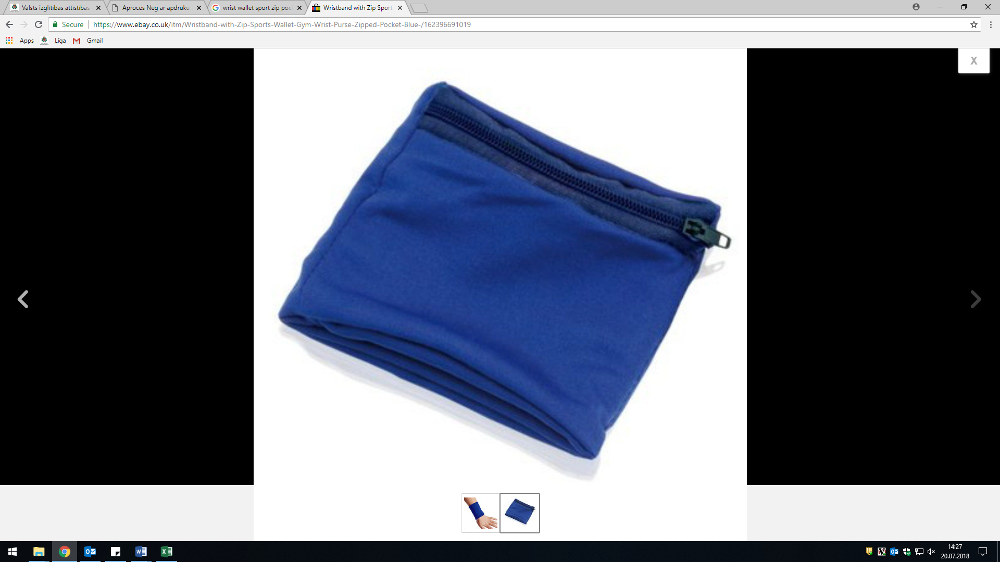 Valsts izglītības attīstības
Aproces Neg ar apdruku
wrist wallet sport zip poc
Wristband with Zip Sport
Secure
https://www.ebay.co.uk/itm/Wristband-with-Zip-Sports-Wallet-Gym-Wrist-Purse-Zipped-Pocket-Blue-/162396691019
Apps
Līga
Gmail
X
14:27
20.07.2018